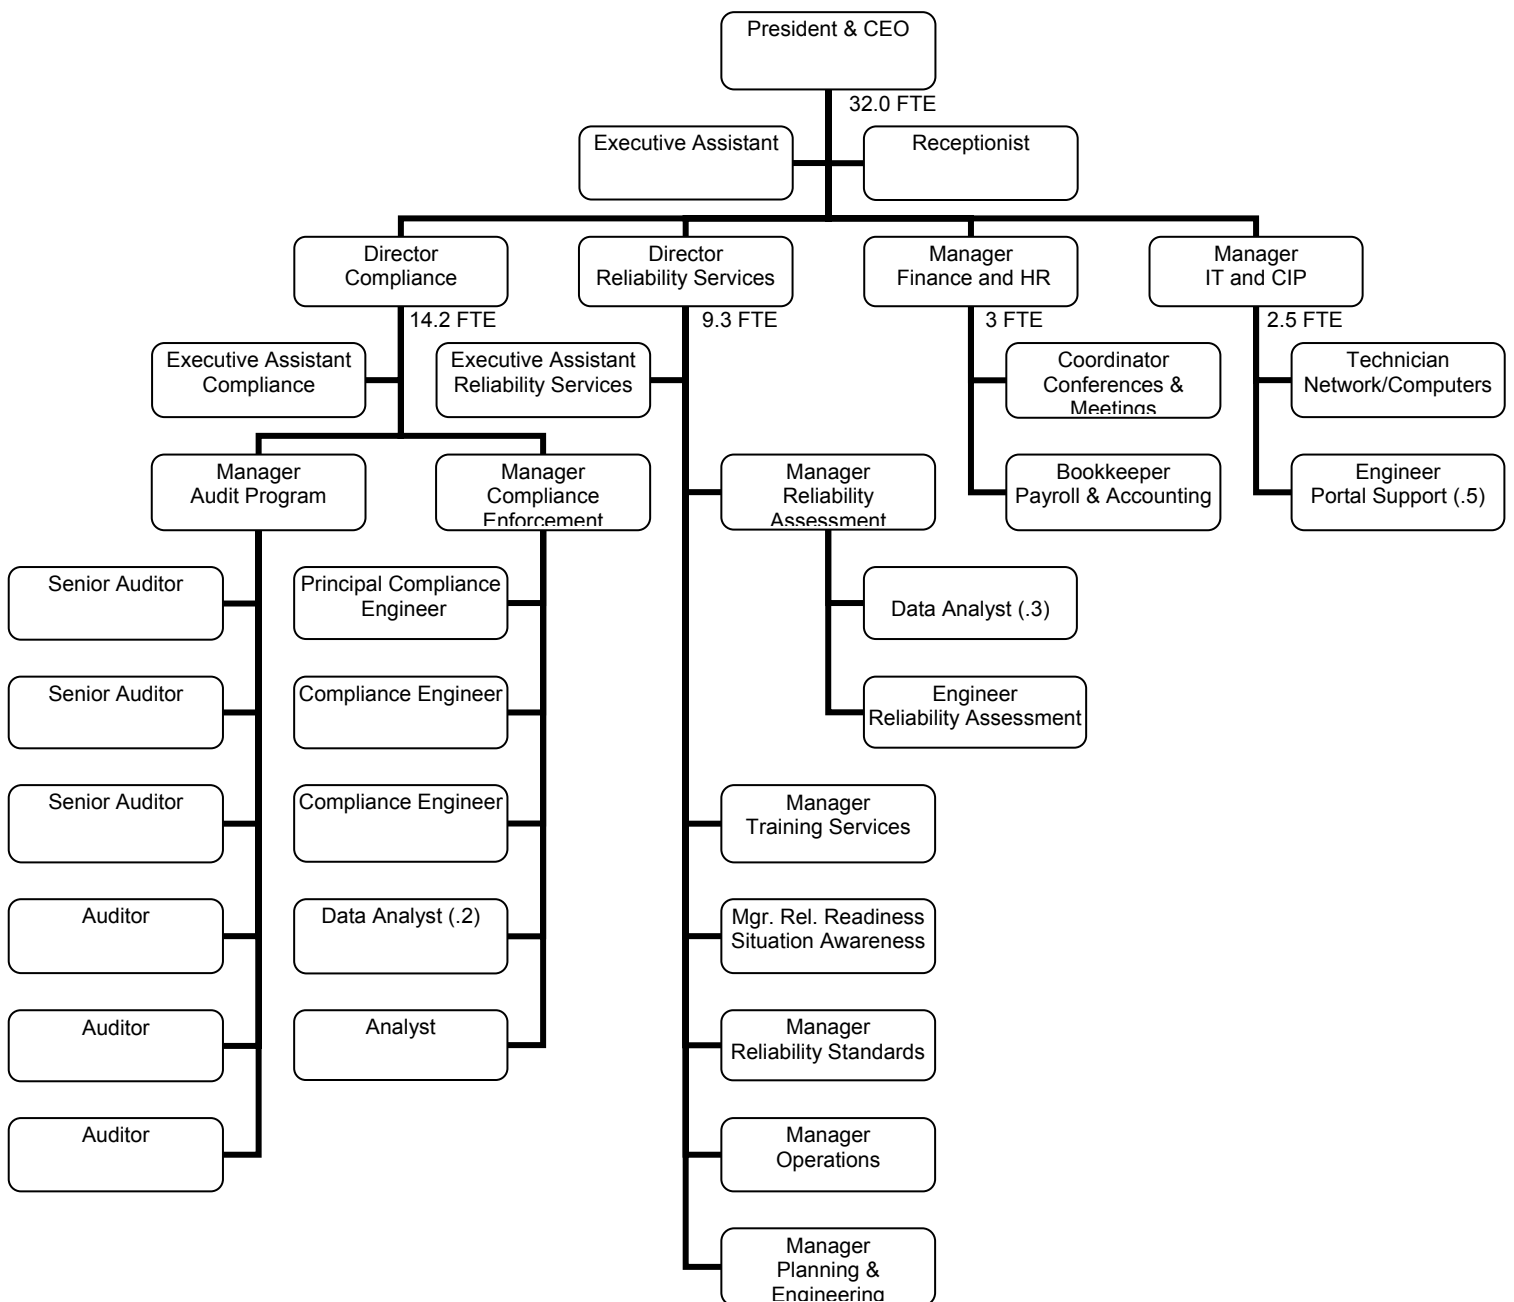 President & CEO
32.0 FTE
Executive Assistant
Receptionist
Director
Compliance
14.2 FTE
Director
Reliability Services
9.3 FTE
Manager
Finance and HR
3 FTE
Manager
IT and CIP
2.5 FTE
Executive Assistant
Compliance
Executive Assistant
Reliability Services
Coordinator
Conferences &
Meetings
Technician
Network/Computers
Manager
Audit Program
Manager
Compliance
Enforcement
Manager
Reliability
Assessment
Bookkeeper
Payroll & Accounting
Engineer
Portal Support (.5)
Senior Auditor
Principal Compliance
Engineer
Data Analyst (.3)
Senior Auditor
Compliance Engineer
Engineer
Reliability Assessment
Senior Auditor
Compliance Engineer
Manager
Training Services
Auditor
Data Analyst (.2)
Mgr. Rel. Readiness
Situation Awareness
Auditor
Analyst
Manager
Reliability Standards
Auditor
Manager
Operations
Manager
Planning &
Engineering